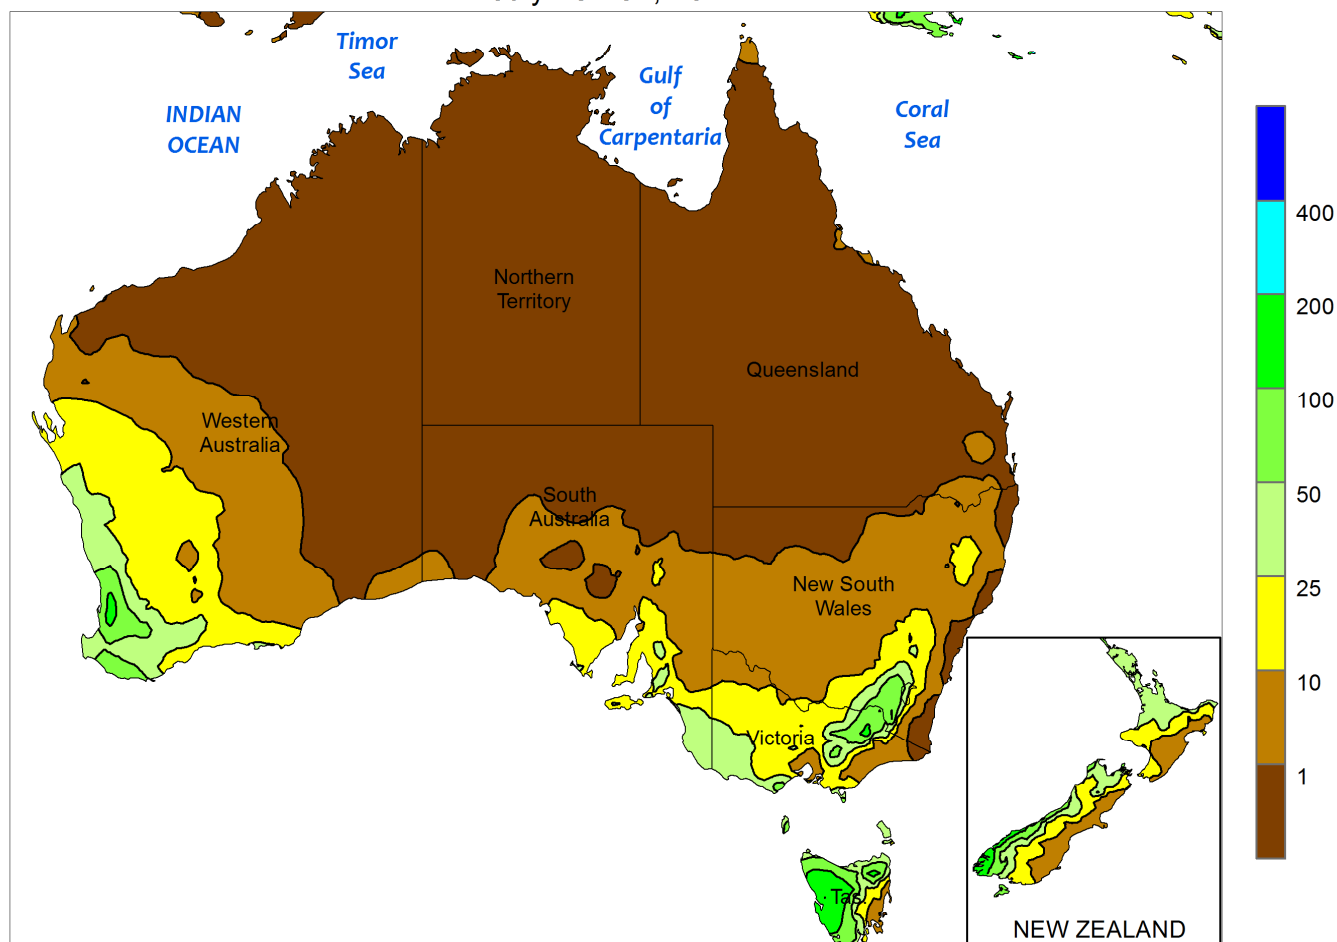 Timor
Sea
Gulf
of
Carpentaria
INDIAN
OCEAN
Coral
Sea
400
200
100
50
25
10
1
Northern
Territory
Queensland
Western
Australia
South
Australia
New South
Wales
Victoria
Tas.
NEW ZEALAND